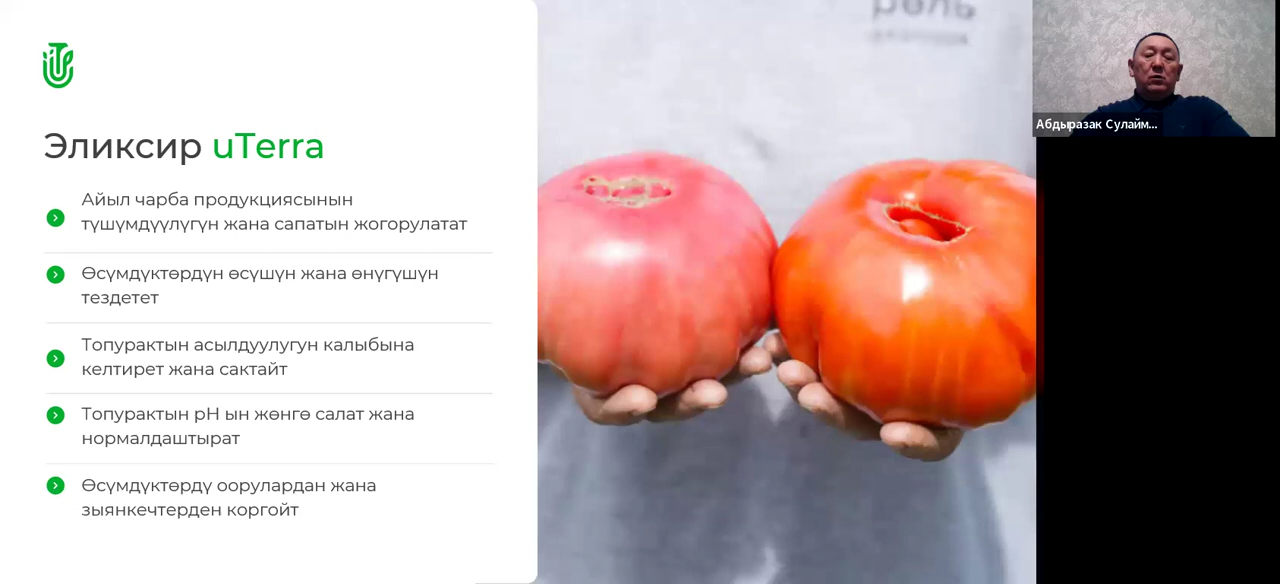 Эликсир uTerra
Айыл чарба продукциясынын
түшүмдүүлүгүн жана сапатын жогорулатат
Өсүмдүктөрдүн өсүшүн жана өнүгүшүн
тездетет
Топурактын асылдуулугун калыбына
келтирет жана сактайт
Топурактын pH ын жөнгө салат жана
нормалдаштырат
Өсүмдүктөрдү оорулардан жана
зыянкечтерден коргойт
Абдыразак Сулайм...